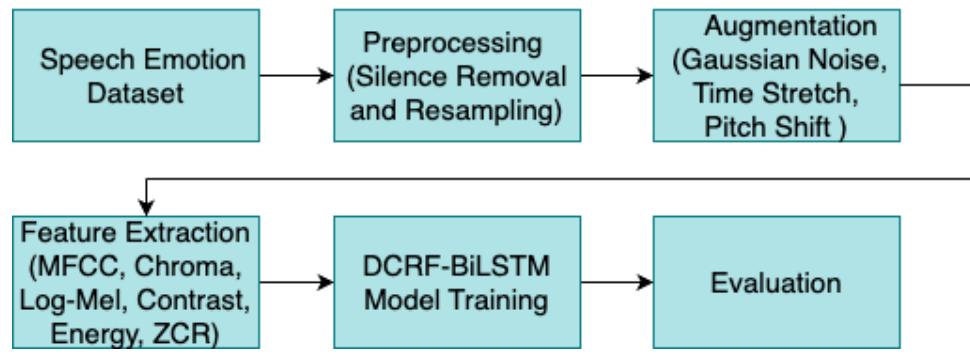 Speech Emotion
Dataset
Preprocessing
(Silence Removal
and Resampling)
Augmentation
(Gaussian Noise,
Time Stretch,
Pitch Shift )
Feature Extraction
(MFCC, Chroma,
Log-Mel, Contrast,
Energy, ZCR)
DCRF-BiLSTM
Model Training
Evaluation